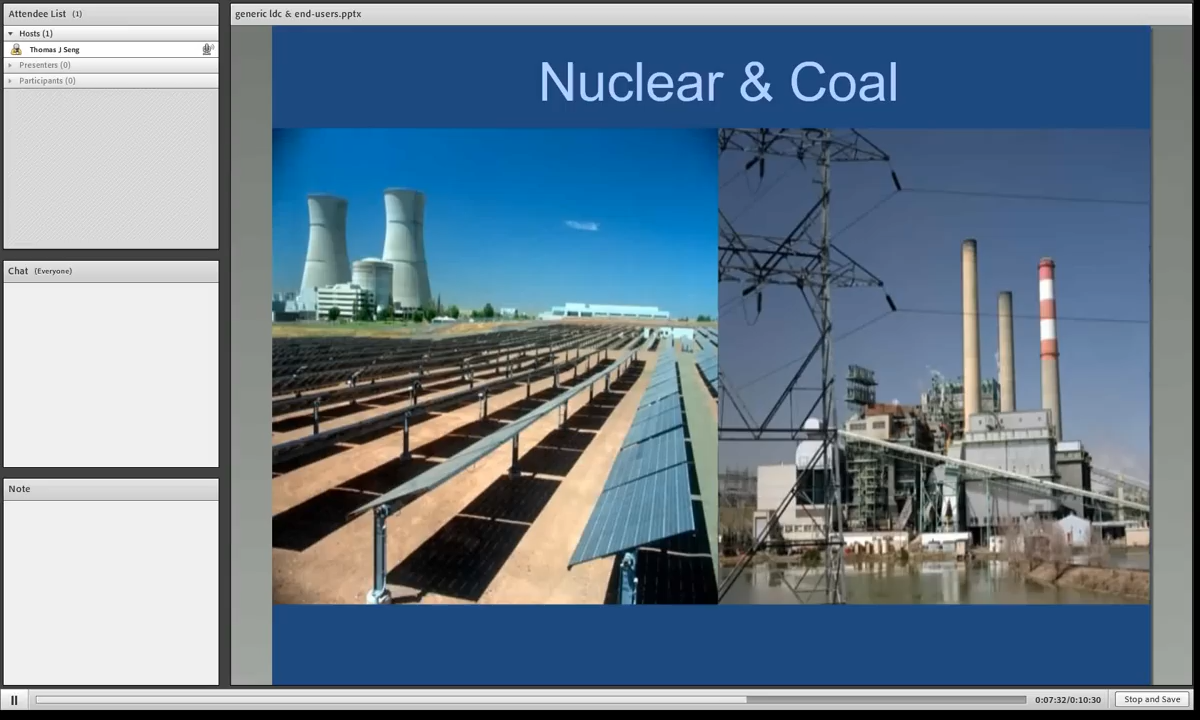 Attendee List (1)
Hosts (1)
Thomas J Seng
Presenters (0)
Participants (0)
Chat (Everyone)
Note
generic ldc & end-users.pptx
Nuclear & Coal
0:07:32/0:10:30
Stop and Save